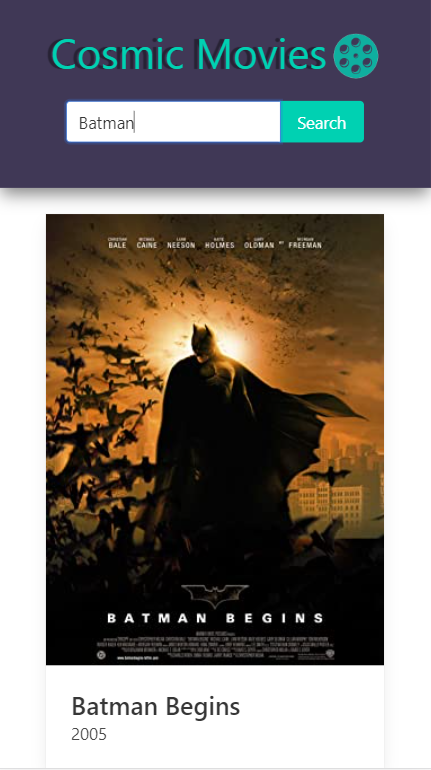 Cosmic Movies
Batman
Search
CHRISTIAN BALE MICHAEL CAINE LIAM NEESON KATIE HOLMES GARY OLDMAN AND MORGAN FREEMAN
BATMAN BEGINS
Batman Begins
2005